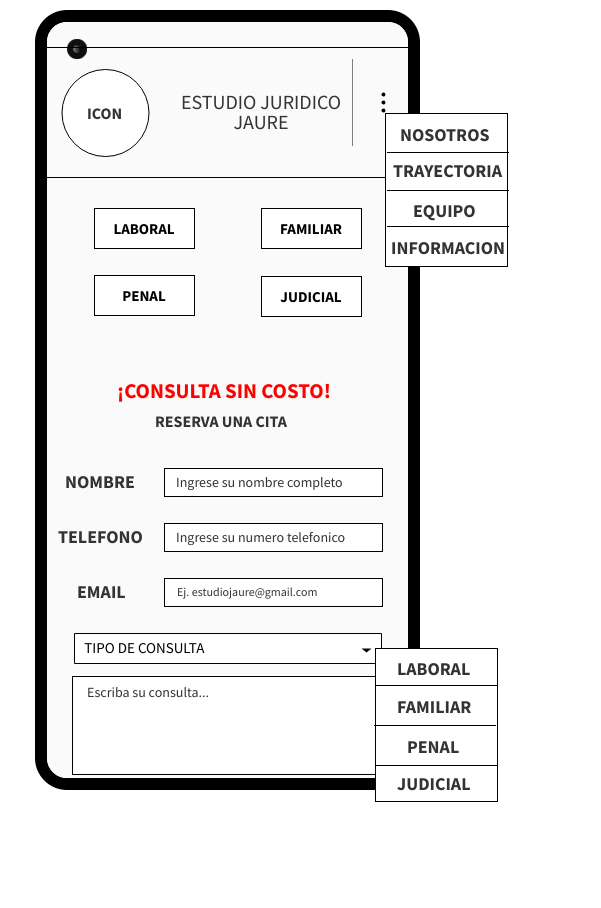 ICON
ESTUDIO JURIDICO
JAURE
NOSOTROS
TRAYECTORIA
EQUIPO
INFORMACION
LABORAL
FAMILIAR
PENAL
JUDICIAL
¡CONSULTA SIN COSTO!
RESERVA UNA CITA
NOMBRE
Ingrese su nombre completo
TELEFONO
Ingrese su numero telefonico
EMAIL
Ej. estudiojaure@gmail.com
TIPO DE CONSULTA
LABORAL
FAMILIAR
PENAL
JUDICIAL
Escriba su consulta...